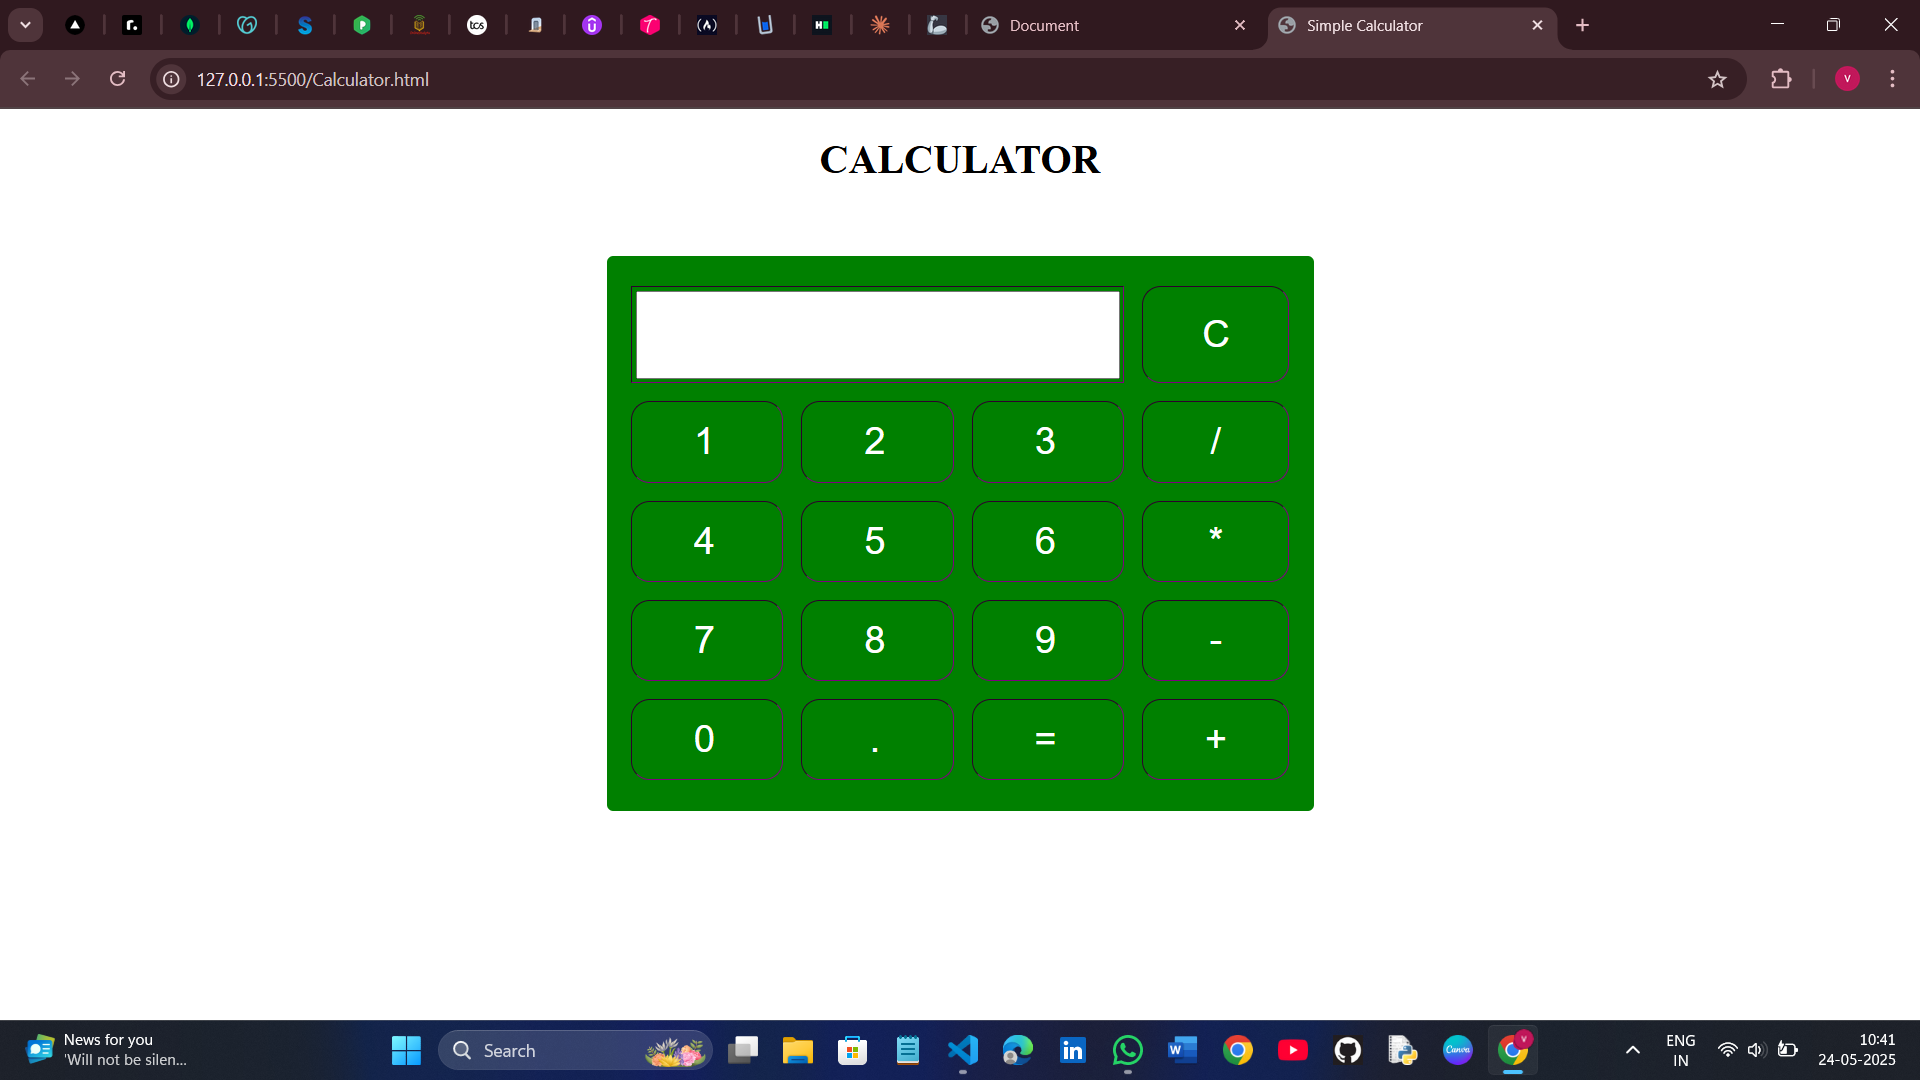 Document
Simple Calculator
127.0.0.1:5500/Calculator.html
V
CALCULATOR
C
1 2 3 /
4 5 6 *
7 8 9 -
0 . = +
News for you
'Will not be silen...
Search
ENG
IN
10:41
24-05-2025